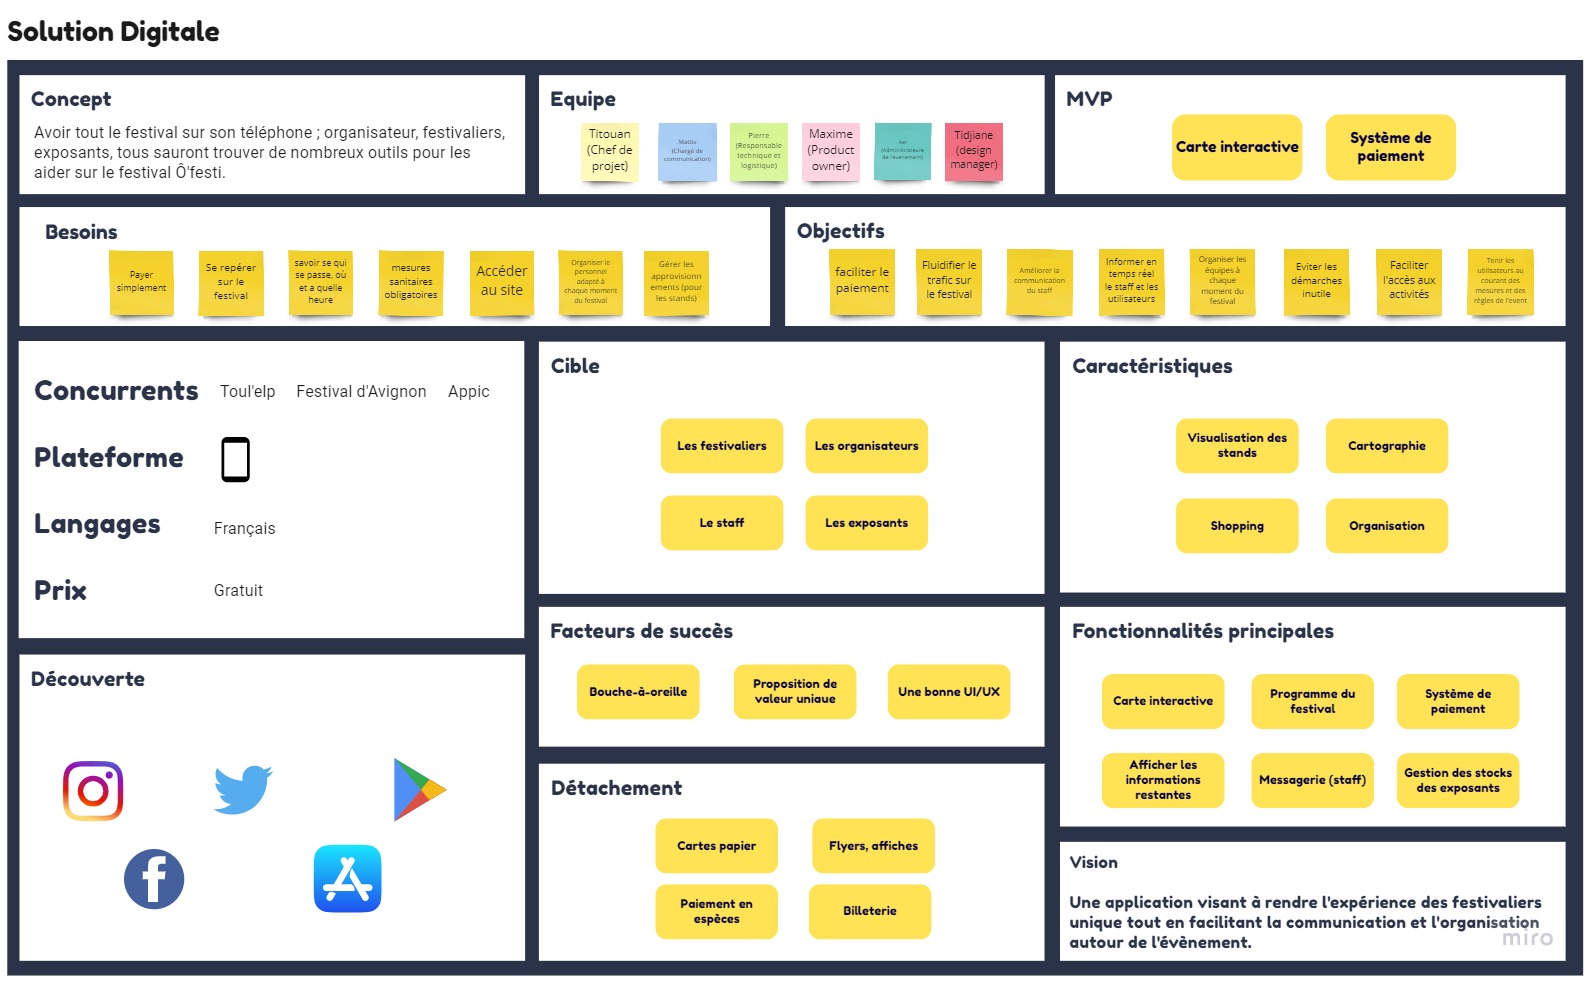 Solution Digitale
Concept
Avoir tout le festival sur son téléphone ; organisateur, festivaliers,
exposants, tous sauront trouver de nombreux outils pour les
aider sur le festival Ô'festi.
Equipe
Titouan
(Chef de
projet)
Mattis
(Chargé de
communication)
Pierre
(Responsable
technique et
logistique)
Maxime
(Product
owner)
(Administrateure
de l'événement)
Tidjiane
(design
manager)
MVP
Carte interactive
Système de
paiement
Besoins
Payer
simplement
Se repérer
sur le
festival
savoir se qui
se passe, où
et a quelle
heure
mesures
sanitaires
obligatoires
Accéder
au site
Organiser le
personnel
adapté à
chaque moment
du festival
Gérer les
approvisionn
ements (pour
les stands)
Objectifs
faciliter le
paiement
Fluidifier le
trafic sur
le festival
Améliorer la
communication
du staff
Informer en
temps réel
le staff et les
utilisateurs
Organiser les
équipes à
chaque
moment du
festival
Eviter les
démarches
inutile
Faciliter
l'accès aux
activités
Tenir les
utilisateurs au
courant des
mesures et des
règles de l'event
Concurrents
Toul'elp
Festival d'Avignon
Appic
Plateforme
Langages
Français
Prix
Gratuit
Cible
Les festivaliers
Les organisateurs
Le staff
Les exposants
Caractéristiques
Visualisation des
stands
Cartographie
Shopping
Organisation
Découverte
Facteurs de succès
Bouche-à-oreille
Proposition de
valeur uniaue
Une bonne UI/UX
Détachement
Cartes papier
Flyers, affiches
Paiement en
espèces
Billeterie
Fonctionnalités principales
Carte interactive
Programme du
festival
Système de
paiement
Afficher les
informations
restantes
Messagerie (staff)
Gestion des stocks
des exposants
Vision
Une application visant à rendre l'expérience des festivaliers
unique tout en facilitant la communication et l'organisation
autour de l'évènement.
miro